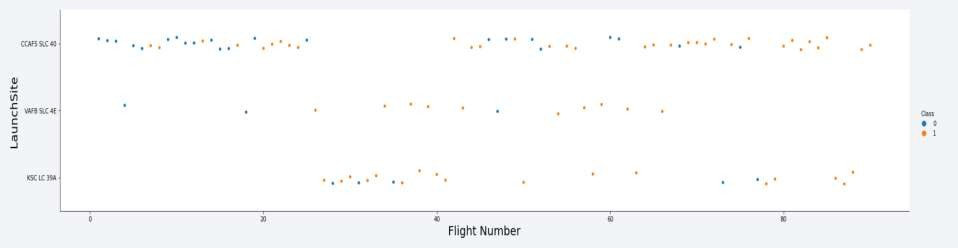 LaunchSite
CCAFS SLC 40
VAFB SLC 4E
KSC LC 39A
0 20 40 60 80
Flight Number
Class
0
1